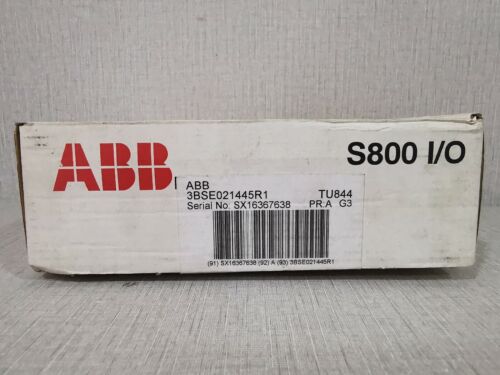 ABB
S800 I/O
ABB
3BSE021445R1 TU844
Serial No. SX16367638 PR:A G3
(91) SX16367638 (92) A (93) 3BSE021445R1